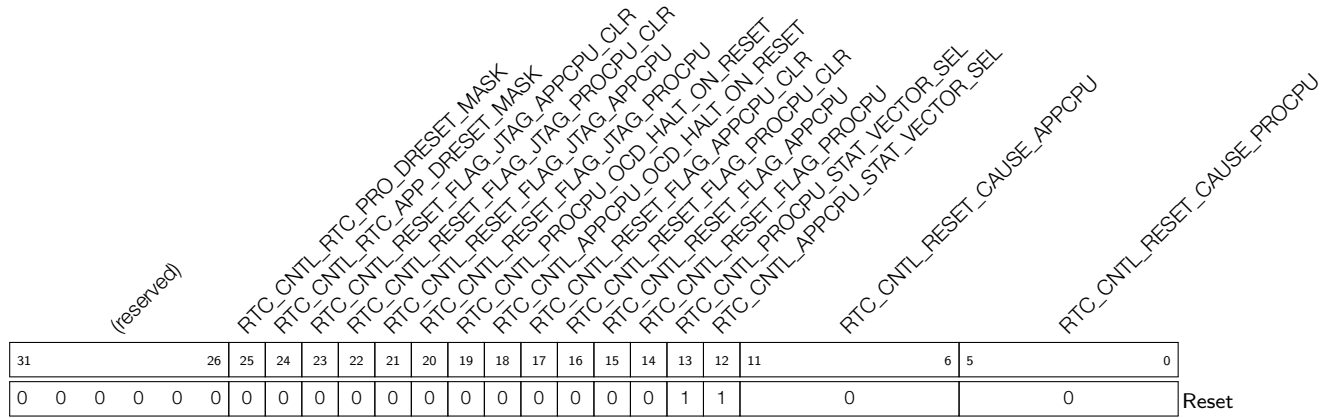 (reserved)
RTC_CNTL_RTC_PRO_DRESET_MASK
RTC_CNTL_RTC_APP_DRESET_MASK
RTC_CNTL_RESET_FLAG_JTAG_APPCPU_CLR
RTC_CNTL_RESET_FLAG_JTAG_PROCPU_CLR
RTC_CNTL_RESET_FLAG_JTAG_APPCPU
RTC_CNTL_RESET_FLAG_JTAG_PROCPU
RTC_CNTL_PROCPU_OCD_HALT_ON_RESET
RTC_CNTL_APPCPU_OCD_HALT_ON_RESET
RTC_CNTL_RESET_FLAG_APPCPU_CLR
RTC_CNTL_RESET_FLAG_PROCPU_CLR
RTC_CNTL_RESET_FLAG_APPCPU
RTC_CNTL_RESET_FLAG_PROCPU
RTC_CNTL_PROCPU_STAT_VECTOR_SEL
RTC_CNTL_APPCPU_STAT_VECTOR_SEL
RTC_CNTL_RESET_CAUSE_APPCPU
RTC_CNTL_RESET_CAUSE_PROCPU
31 26 25 24 23 22 21 20 19 18 17 16 15 14 13 12 11 6 5 0
0 0 0 0 0 0 0 0 0 0 0 0 0 0 0 0 0 0 1 1 0 0 Reset